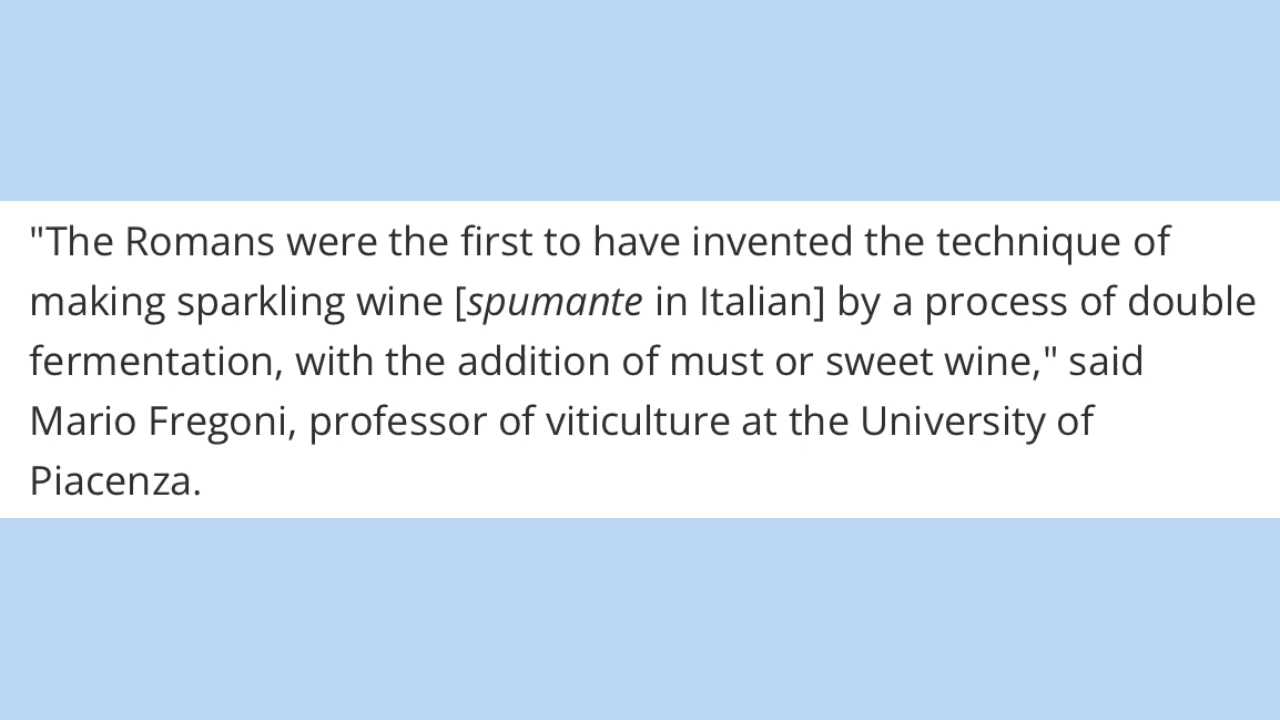 "The Romans were the first to have invented the technique of
making sparkling wine [spumante in Italian] by a process of double
fermentation, with the addition of must or sweet wine," said
Mario Fregoni, professor of viticulture at the University of
Piacenza.